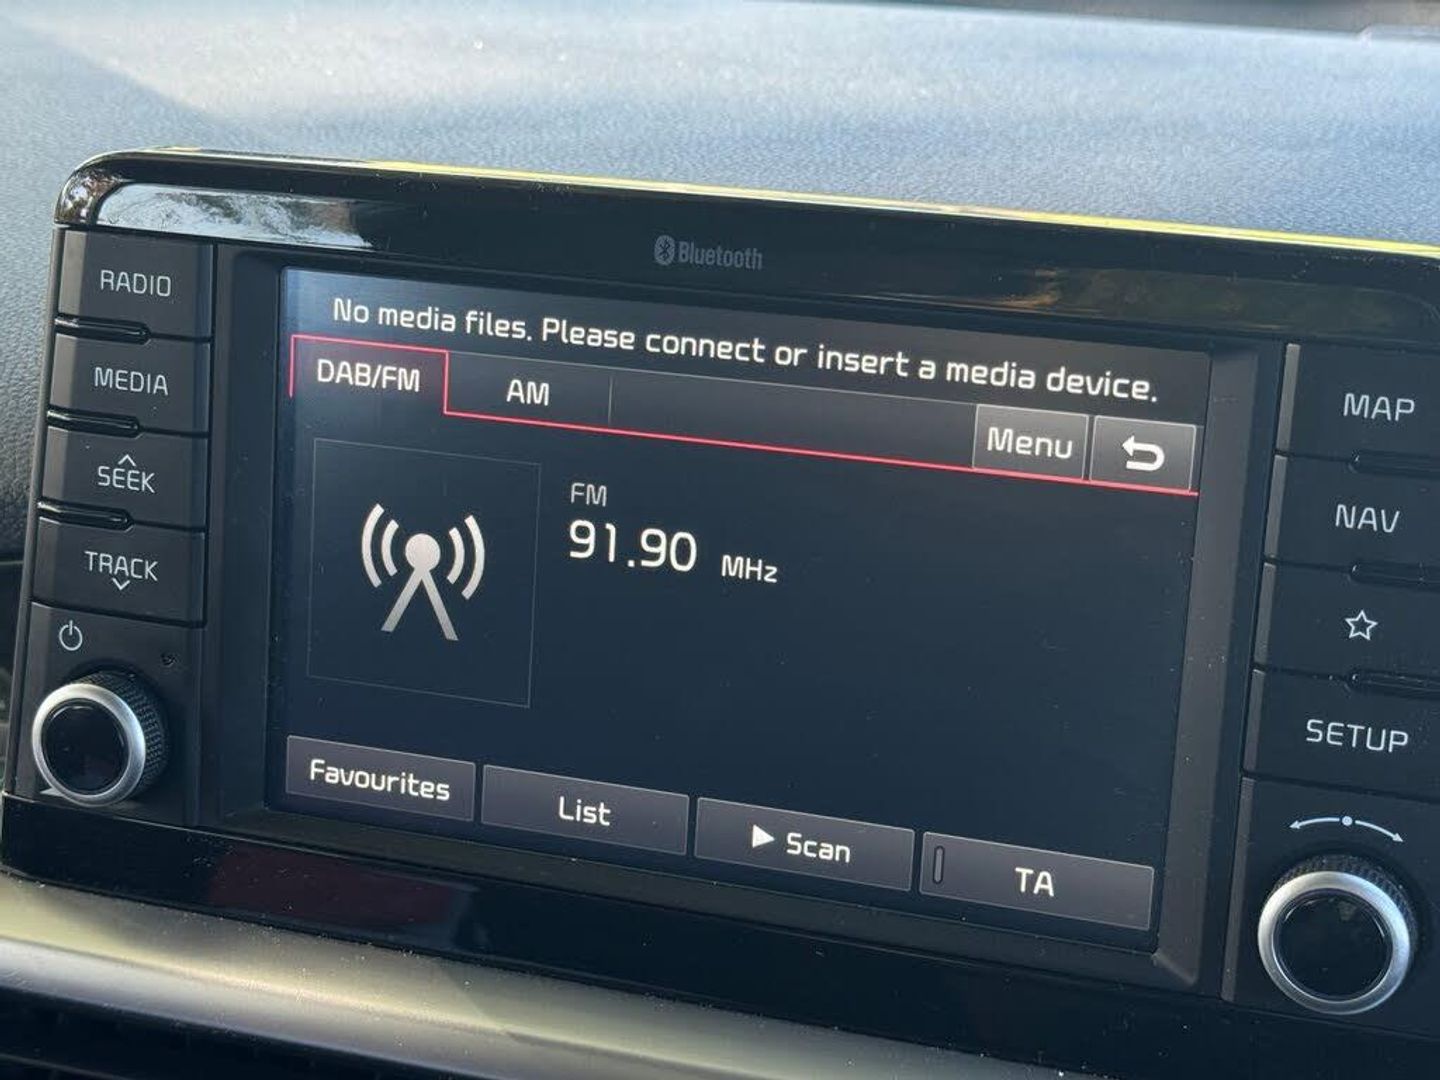 Bluetooth
RADIO
MEDIA
SEEK
TRACK
No media files. Please connect or insert a media device.
DAB/FM
AM
Menu
FM
91.90 MHz
Favourites
List
Scan
TA
MAP
NAV
SETUP